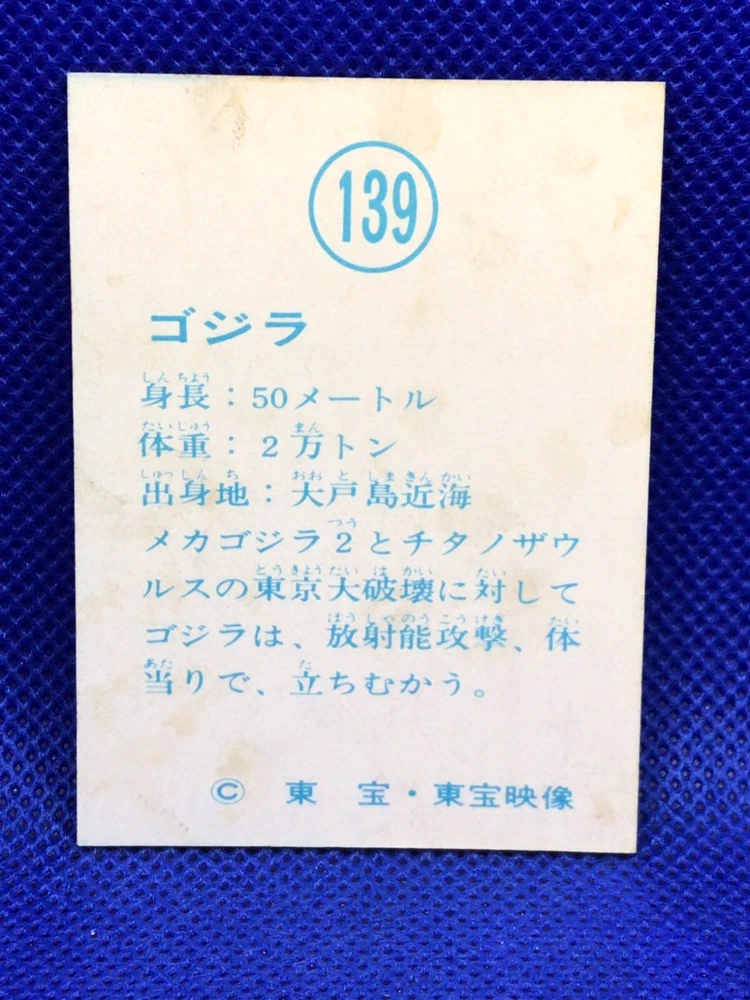 139
ゴジラ
身長：50メートル
体重：2万トン
出身地：大戸島近海
メカゴジラ2とチタノザウ
ルスの東京大破壊に対して
ゴジラは、放射能攻撃、体
当りで、立ちむかう。
© 東 宝・東宝映像